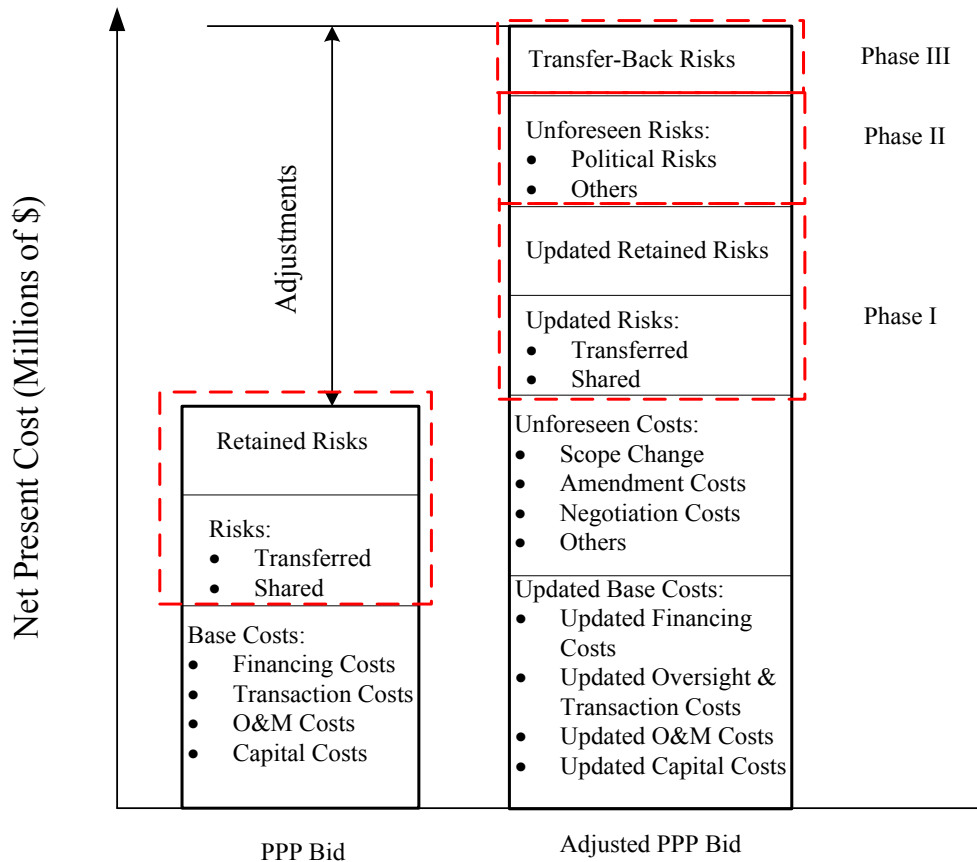 Net Present Cost (Millions of $)
Adjustments
Retained Risks
Risks:
• Transferred
• Shared
Base Costs:
• Financing Costs
• Transaction Costs
• O&M Costs
• Capital Costs
PPP Bid
Transfer-Back Risks
Unforeseen Risks:
• Political Risks
• Others
Updated Retained Risks
Updated Risks:
• Transferred
• Shared
Unforeseen Costs:
• Scope Change
• Amendment Costs
• Negotiation Costs
• Others
Updated Base Costs:
• Updated Financing
Costs
• Updated Oversight &
Transaction Costs
• Updated O&M Costs
• Updated Capital Costs
Adjusted PPP Bid
Phase III
Phase II
Phase I